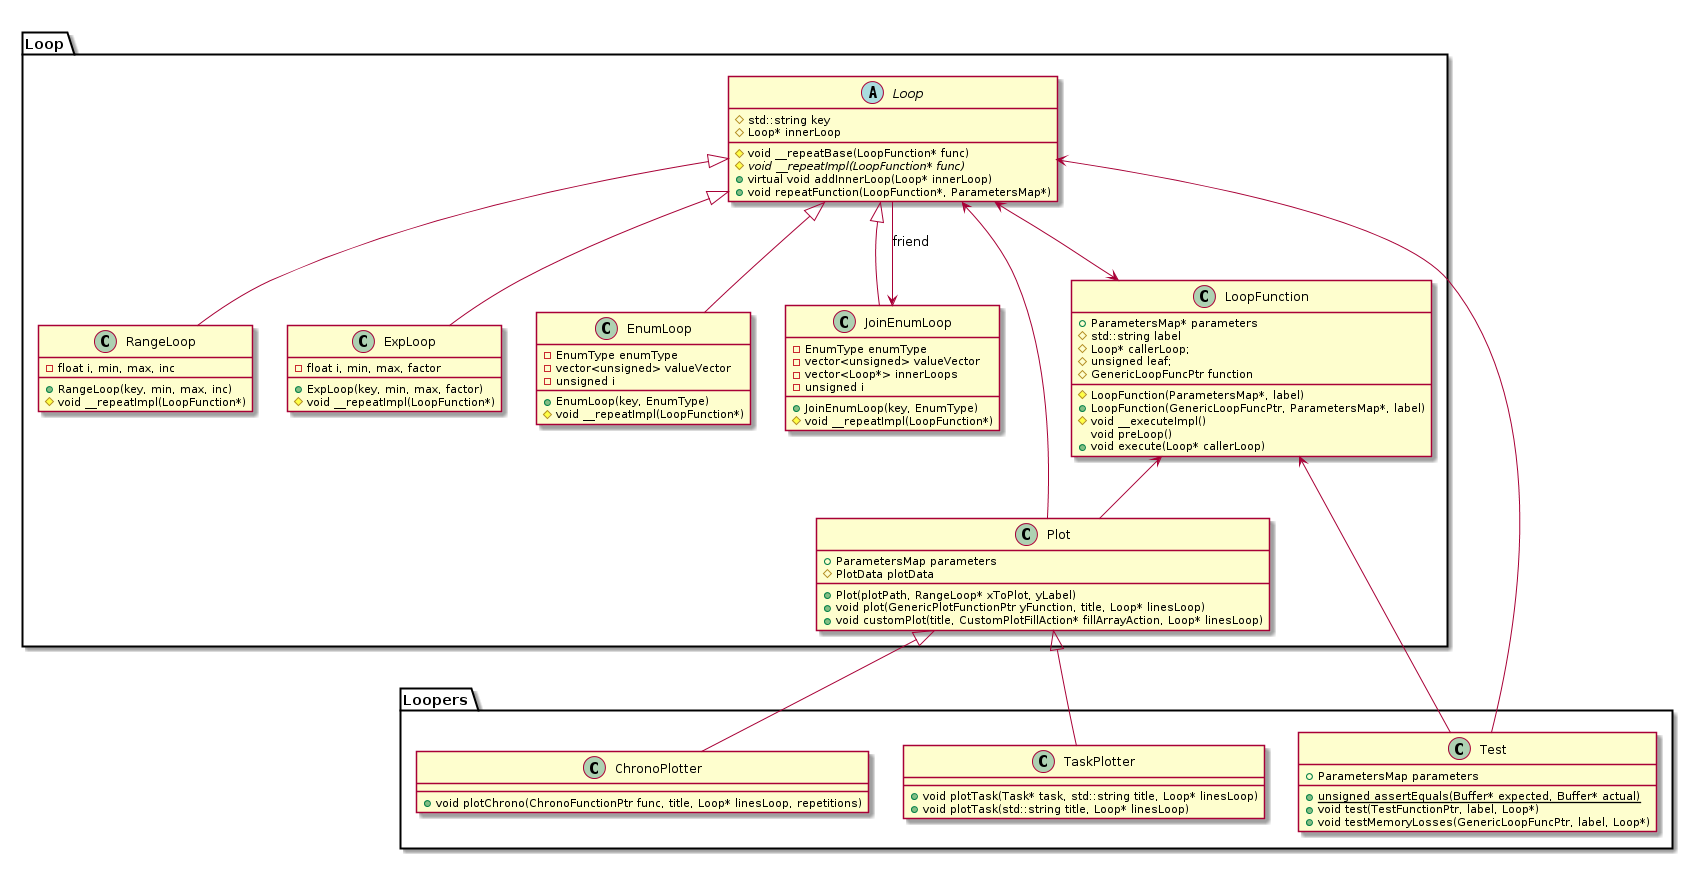 Loop
A Loop
std::string key
Loop* innerLoop
void __repeatBase(LoopFunction* func)
void __repeatImpl(LoopFunction* func)
virtual void addInnerLoop(Loop* innerLoop)
void repeatFunction(LoopFunction*, ParametersMap*)
friend
C RangeLoop
float i, min, max, inc
RangeLoop(key, min, max, inc)
void __repeatImpl(LoopFunction*)
C ExpLoop
float i, min, max, factor
ExpLoop(key, min, max, factor)
void __repeatImpl(LoopFunction*)
C EnumLoop
EnumType enumType
vector<unsigned> valueVector
unsigned i
EnumLoop(key, EnumType)
void __repeatImpl(LoopFunction*)
C JoinEnumLoop
EnumType enumType
vector<unsigned> valueVector
vector<Loop*> innerLoops
unsigned i
JoinEnumLoop(key, EnumType)
void __repeatImpl(LoopFunction*)
C LoopFunction
ParametersMap* parameters
std::string label
Loop* callerLoop;
unsigned leaf;
GenericLoopFuncPtr function
LoopFunction(ParametersMap*, label)
LoopFunction(GenericLoopFuncPtr, ParametersMap*, label)
void __executeImpl()
void preLoop()
void execute(Loop* callerLoop)
C Plot
ParametersMap parameters
PlotData plotData
Plot(plotPath, RangeLoop* xToPlot, yLabel)
void plot(GenericPlotFunctionPtr yFunction, title, Loop* linesLoop)
void customPlot(title, CustomPlotFillAction* fillArrayAction, Loop* linesLoop)
Loopers
C ChronoPlotter
void plotChrono(ChronoFunctionPtr func, title, Loop* linesLoop, repetitions)
C TaskPlotter
void plotTask(Task* task, std::string title, Loop* linesLoop)
void plotTask(std::string title, Loop* linesLoop)
C Test
ParametersMap parameters
unsigned assertEquals(Buffer* expected, Buffer* actual)
void test(TestFunctionPtr, label, Loop*)
void testMemoryLosses(GenericLoopFuncPtr, label, Loop*)